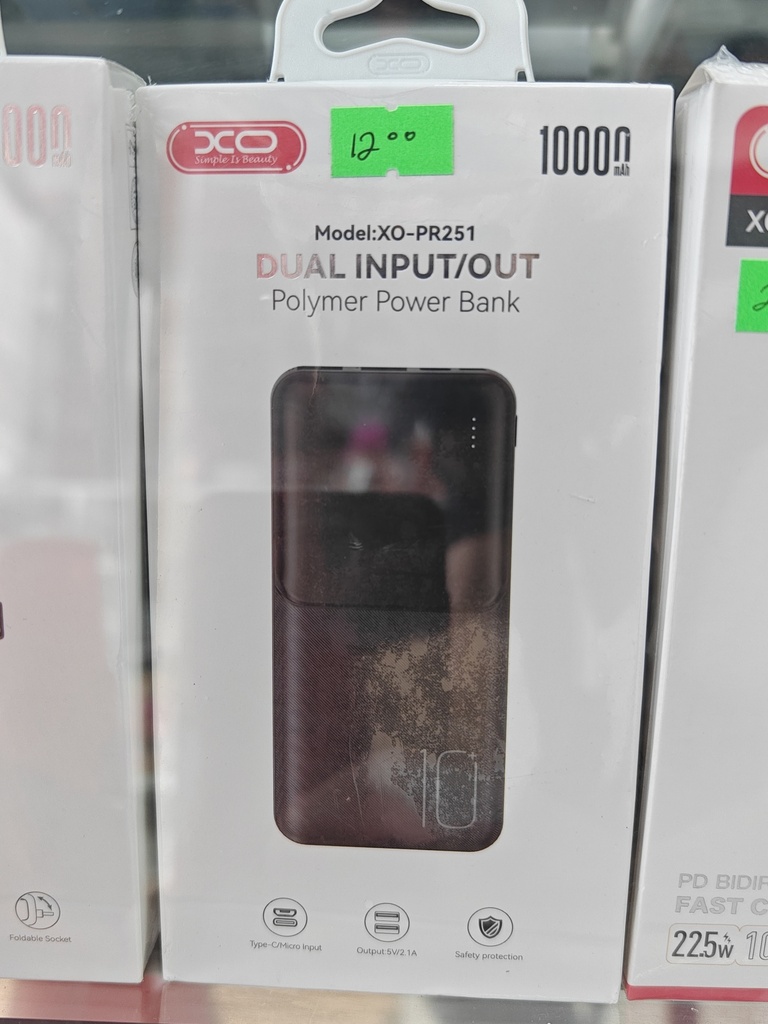 XO
Simple Is Beauty
12⁰⁰
10000
mAh
Model:XO-PR251
DUAL INPUT/OUT
Polymer Power Bank
10
Type-C/Micro Input
Output:5V/2.1A
Safety protection
mAh
Foldable Socket
PD
FAST
22.5W